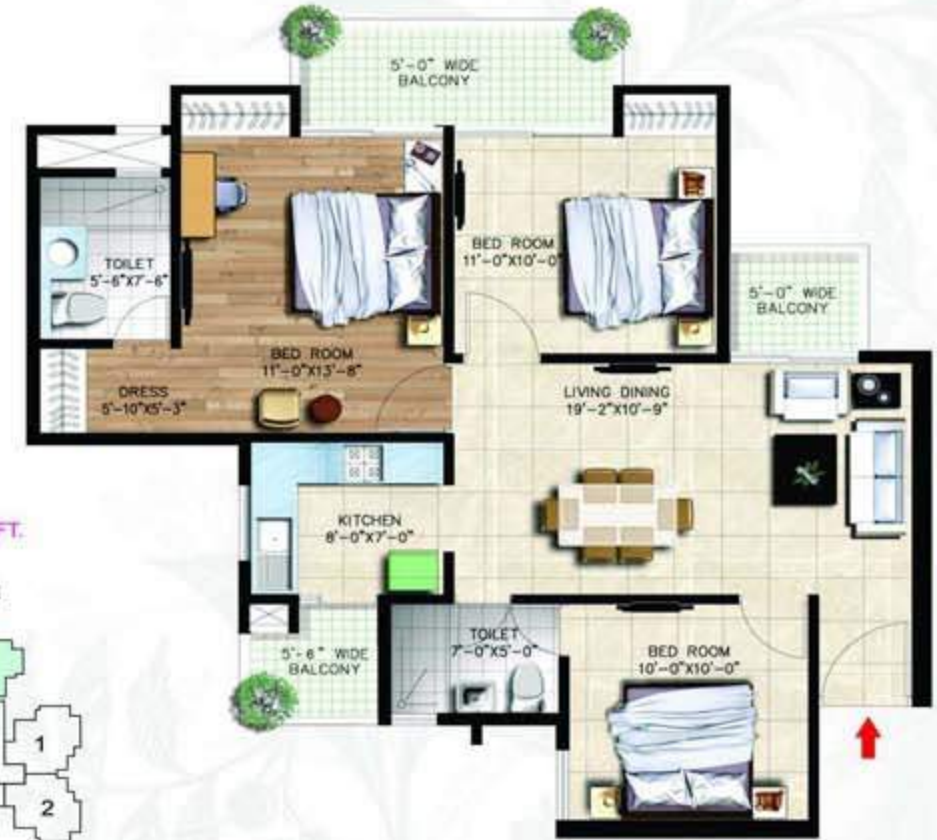 5'-0" WIDE
BALCONY
TOILET
5'-6"X7'-6"
BED ROOM
11'-0"X13'-8"
DRESS
5'-10"X5'-3"
BED ROOM
11'-0"X10'-0"
5'-0" WIDE
BALCONY
LIVING DINING
19'-2"X10'-9"
KITCHEN
8'-0"X7'-0"
FT.
5'-6" WIDE
BALCONY
TOILET
7'-0"X5'-0"
BED ROOM
10'-0"X10'-0"
1
2